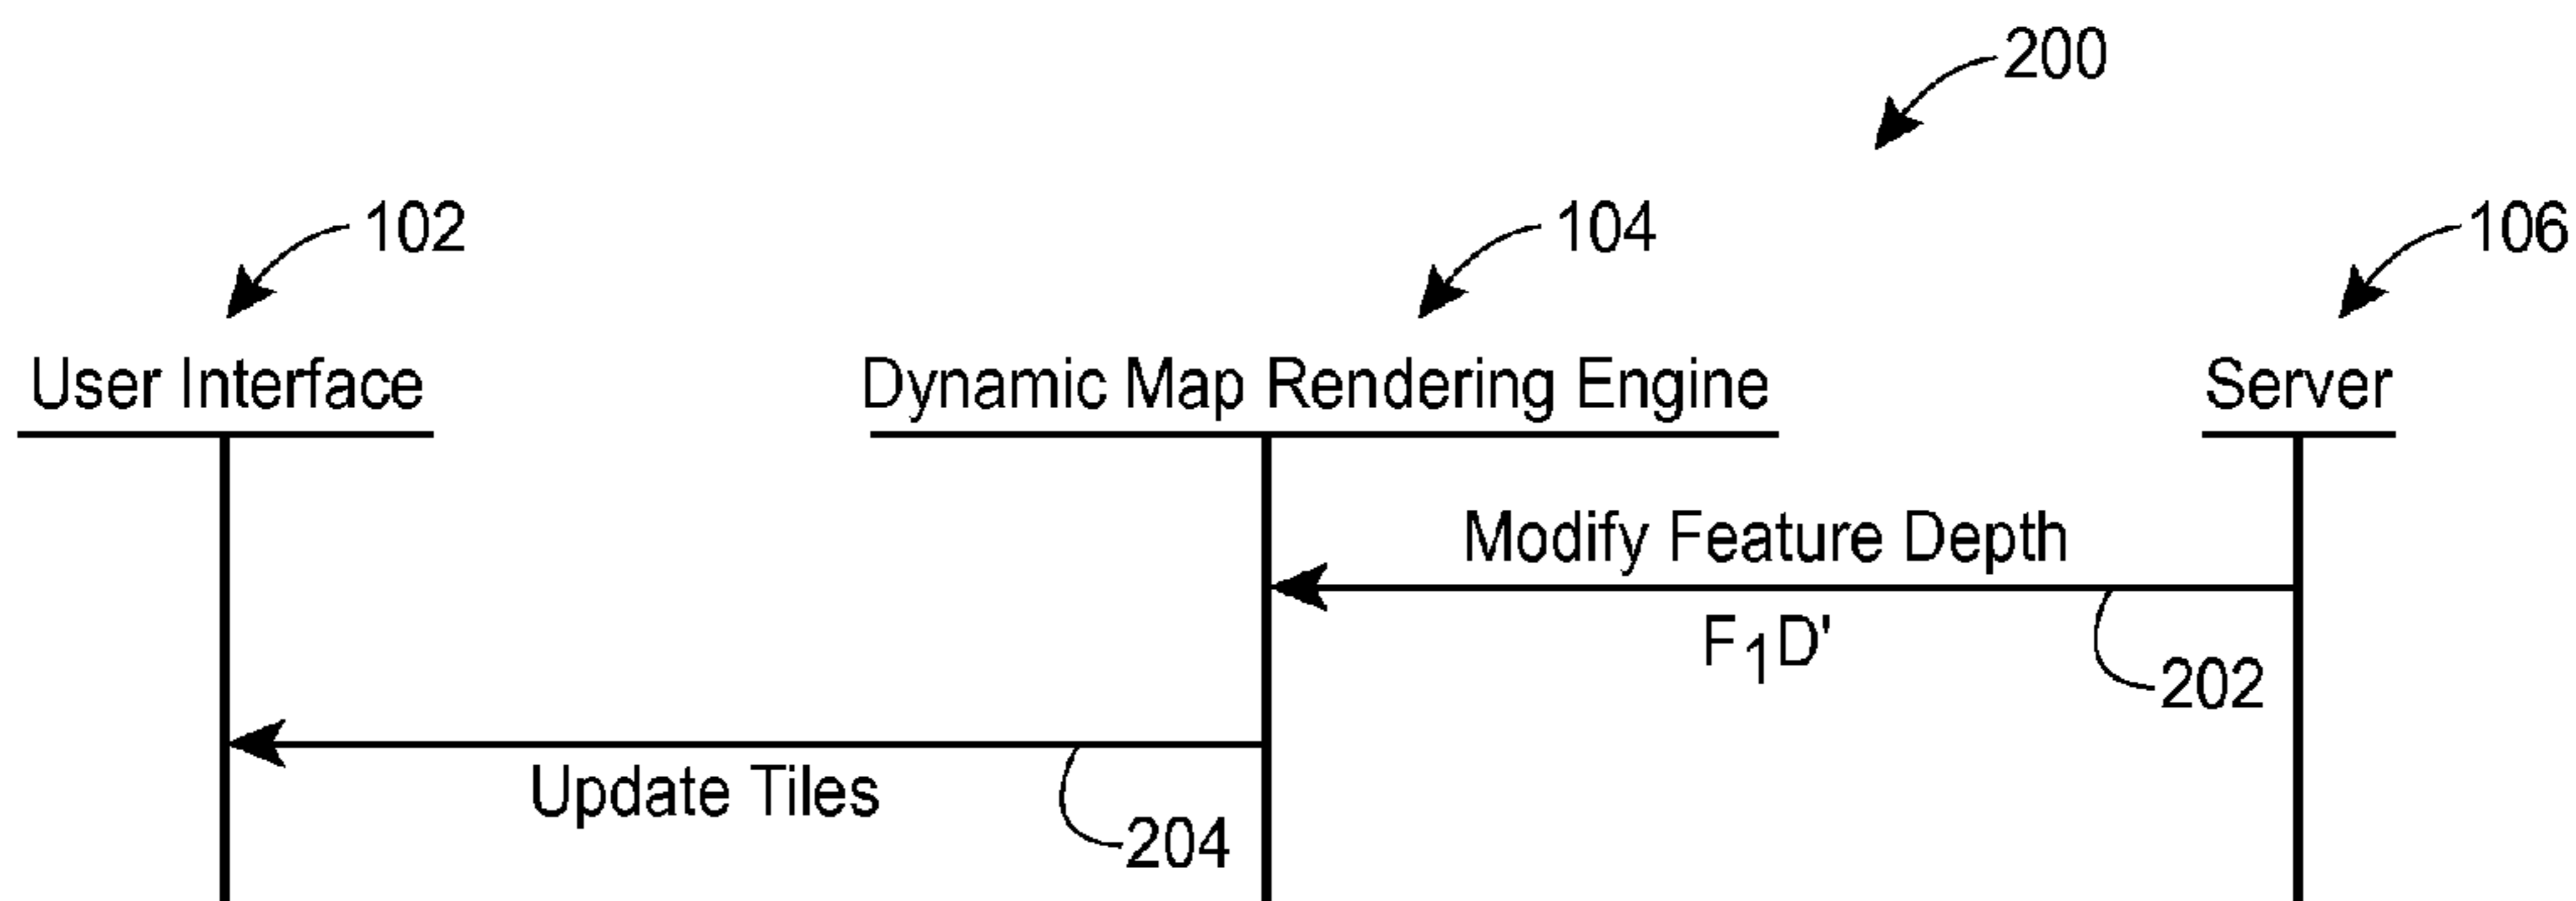 200
102
104
106
User Interface
Dynamic Map Rendering Engine
Server
Modify Feature Depth
F₁D'
202
Update Tiles
204